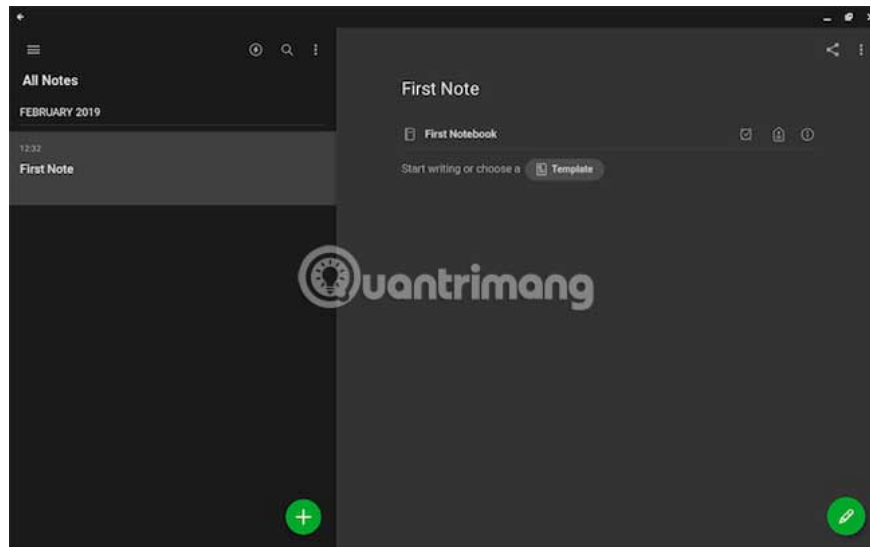 All Notes
FEBRUARY 2019
12:32
First Note
First Note
First Notebook
Start writing or choose a Template
Quantrimang